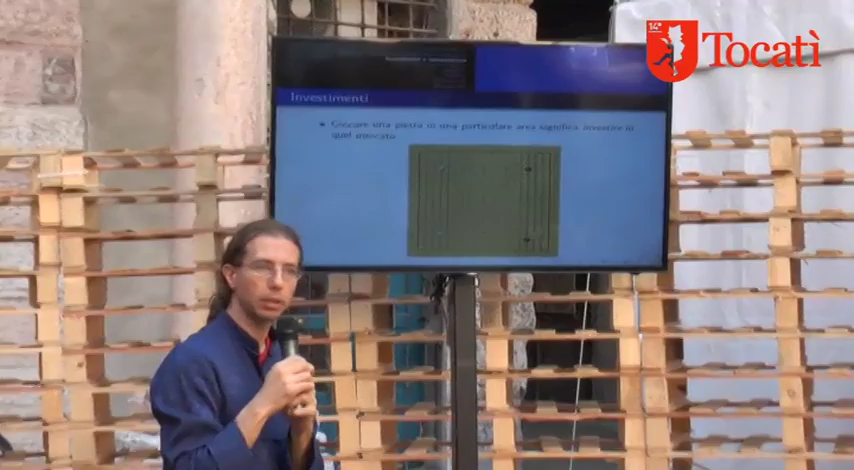 14°
Tocatì
Investimenti
Giocare una pietra in una particolare area significa investire in
quel mercato